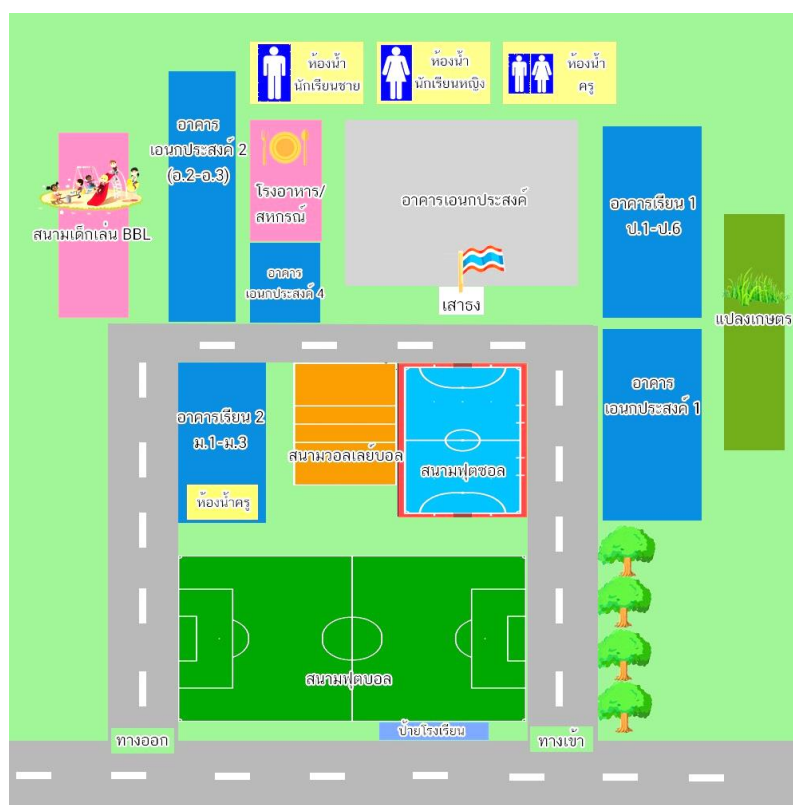 ห้องน้ำ
นักเรียนชาย
ห้องน้ำ
นักเรียนหญิง
ห้องน้ำ
ครู
อาคาร
เอนกประสงค์ 2
(อ.2-อ.3)
สนามเด็กเล่น BBL
โรงอาหาร/
สหกรณ์
อาคารเอนกประสงค์
อาคารเรียน 1
ป.1-ป.6
อาคาร
เอนกประสงค์ 4
เสาธง
แปลงเกษตร
อาคารเรียน 2
ม.1-ม.3
ห้องน้ำครู
สนามวอลเลย์บอล
สนามฟุตซอล
อาคาร
เอนกประสงค์ 1
สนามฟุตบอล
ป้ายโรงเรียน
ทางออก
ทางเข้า